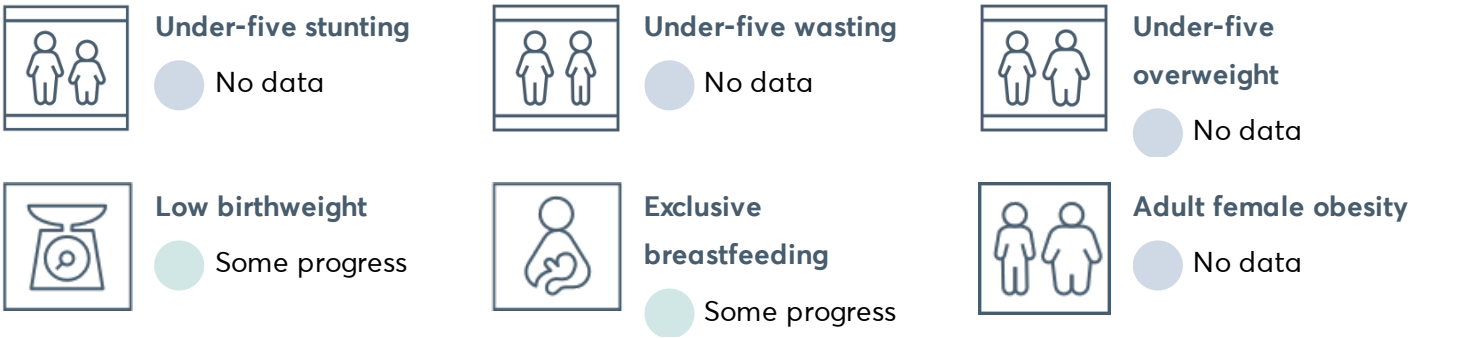 Under-five stunting
No data
Under-five wasting
No data
Under-five
overweight
No data
Low birthweight
Some progress
Exclusive
breastfeeding
Some progress
Adult female obesity
No data